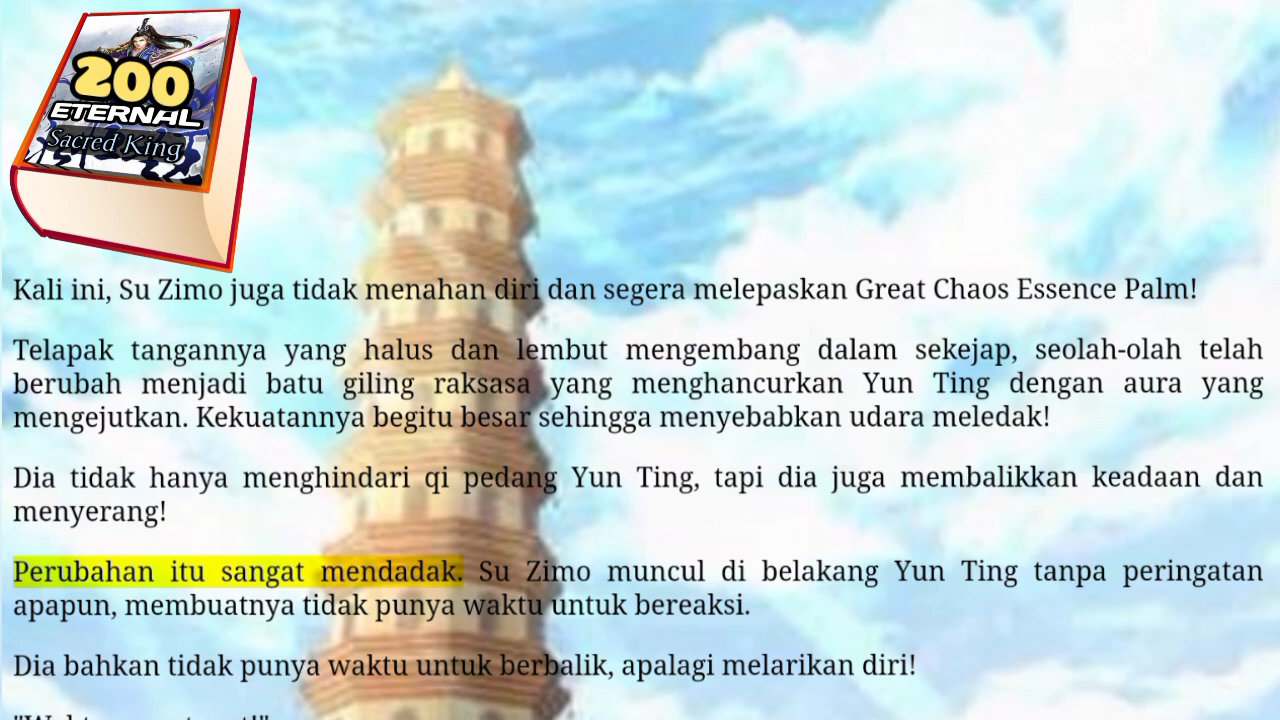 200
ETERNAL
Sacred King
Kali ini, Su Zimo juga tidak menahan diri dan segera melepaskan Great Chaos Essence Palm!
Telapak tangannya yang halus dan lembut mengembang dalam sekejap, seolah-olah telah
berubah menjadi batu giling raksasa yang menghancurkan Yun Ting dengan aura yang
mengejutkan. Kekuatannya begitu besar sehingga menyebabkan udara meledak!
Dia tidak hanya menghindari qi pedang Yun Ting, tapi dia juga membalikkan keadaan dan
menyerang!
Perubahan itu sangat mendadak. Su Zimo muncul di belakang Yun Ting tanpa peringatan
apapun, membuatnya tidak punya waktu untuk bereaksi.
Dia bahkan tidak punya waktu untuk berbalik, apalagi melarikan diri!